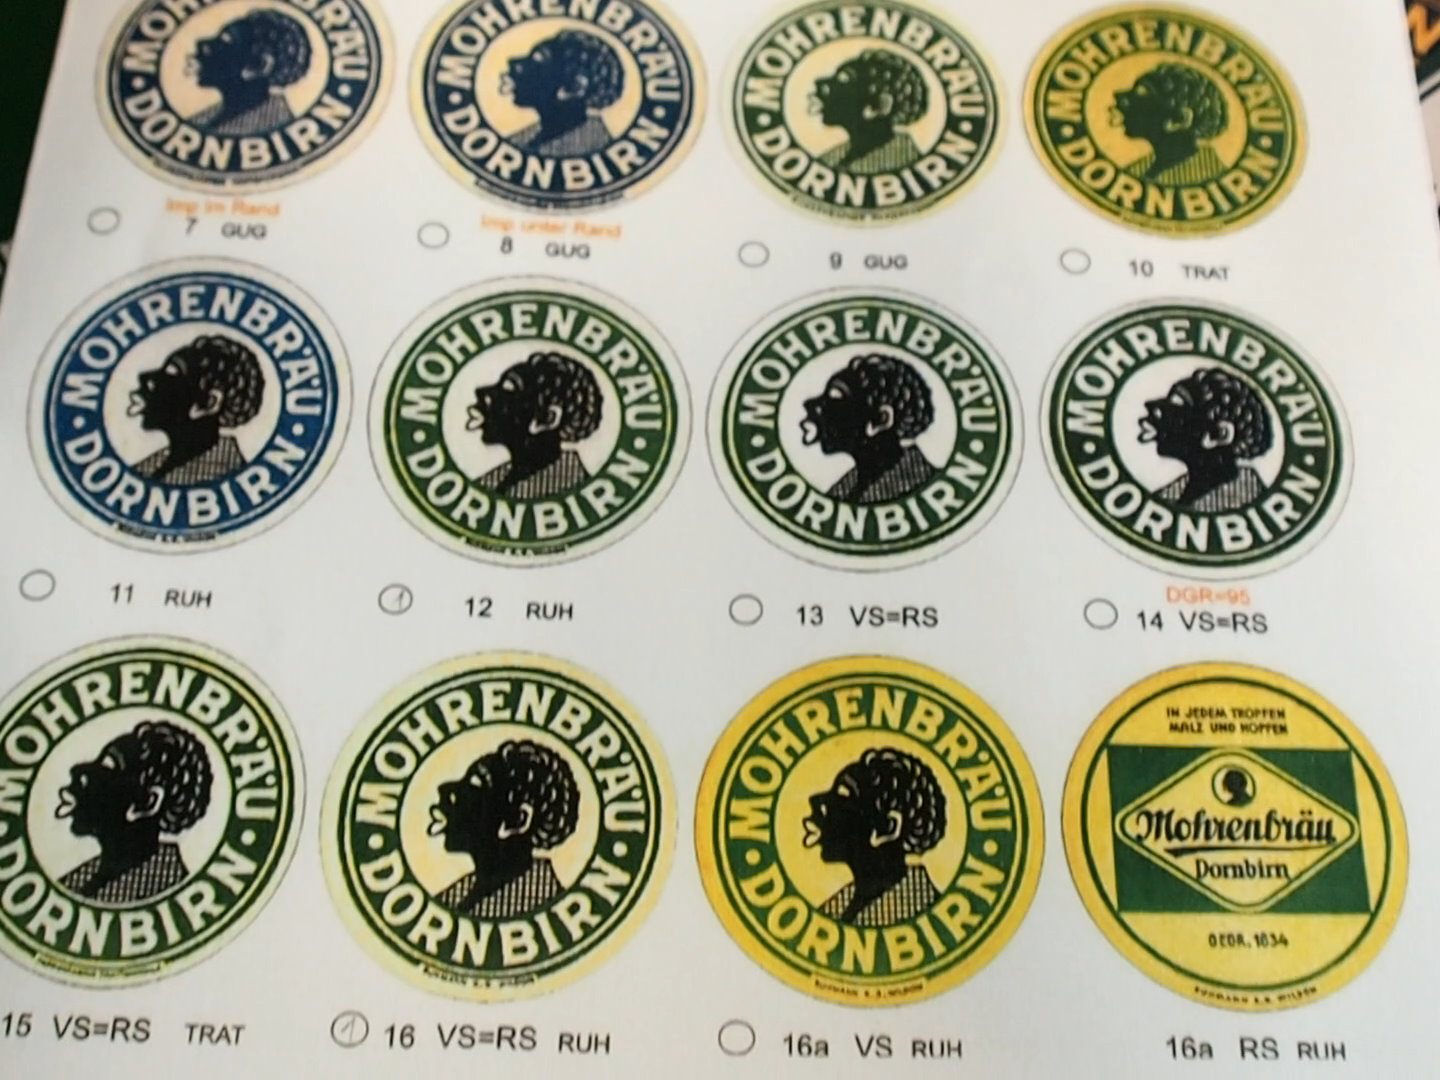 MOHRENBRÄU
DORNBIRN
MOHRENBRÄU
DORNBIRN
MOHRENBRÄU
DORNBIRN
MOHRENBRÄU
DORNBIRN
Imp im Rand
7 GUG
Imp unter Rand
8 GUG
9 GUG
10 TRAT
MOHRENBRÄU
DORNBIRN
MOHRENBRÄU
DORNBIRN
MOHRENBRÄU
DORNBIRN
MOHRENBRÄU
DORNBIRN
11 RUH
1 12 RUH
13 VS=RS
DGR=95
14 VS=RS
MOHRENBRÄU
DORNBIRN
MOHRENBRÄU
DORNBIRN
MOHRENBRÄU
DORNBIRN
IN JEDEM TROPFEN
MALZ UND HOPFEN
Mohrenbräu
Dornbirn
GEGR. 1834
15 VS=RS TRAT
1 16 VS=RS RUH
16a VS RUH
16a RS RUH